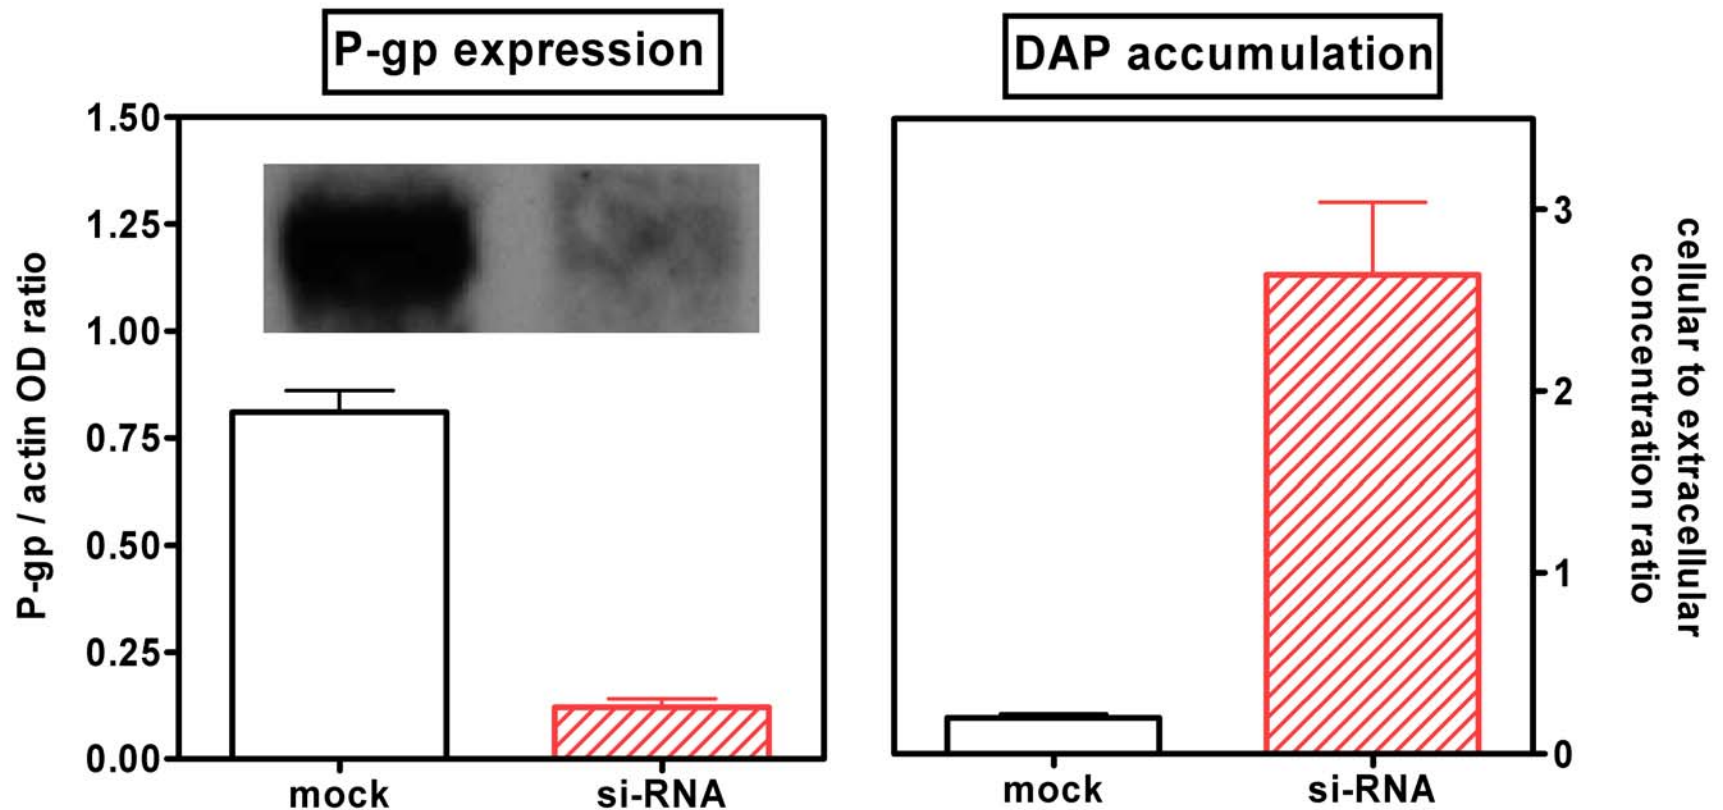 P-gp expression
1.50
1.25
1.00
0.75
0.50
0.25
0.00
P-gp / actin OD ratio
mock si-RNA
DAP accumulation
3
2
1
0
cellular to extracellular
concentration ratio
mock si-RNA